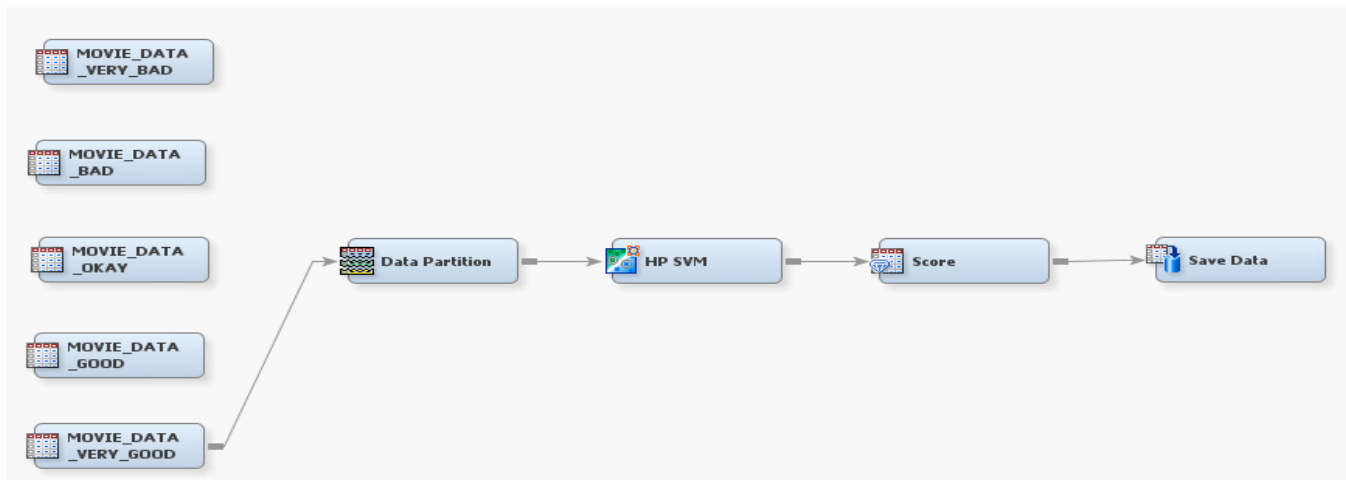 MOVIE_DATA
_VERY_BAD
MOVIE_DATA
_BAD
MOVIE_DATA
_OKAY
MOVIE_DATA
_GOOD
MOVIE_DATA
_VERY_GOOD
Data Partition
HP SVM
Score
Save Data